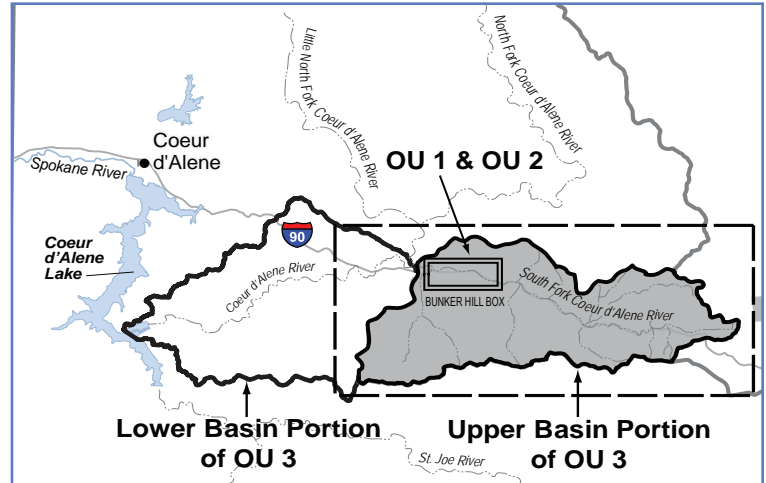 Little North Fork Coeur d'Alene River
North Fork
Coeur d'Alene River
Coeur
d'Alene
Spokane River
OU 1 & OU 2
Coeur
d'Alene
Lake
90
Coeur d'Alene River
BUNKER HILL BOX
South Fork Coeur d'Alene River
Lower Basin Portion
of OU 3
Upper Basin Portion
of OU 3
St. Joe River